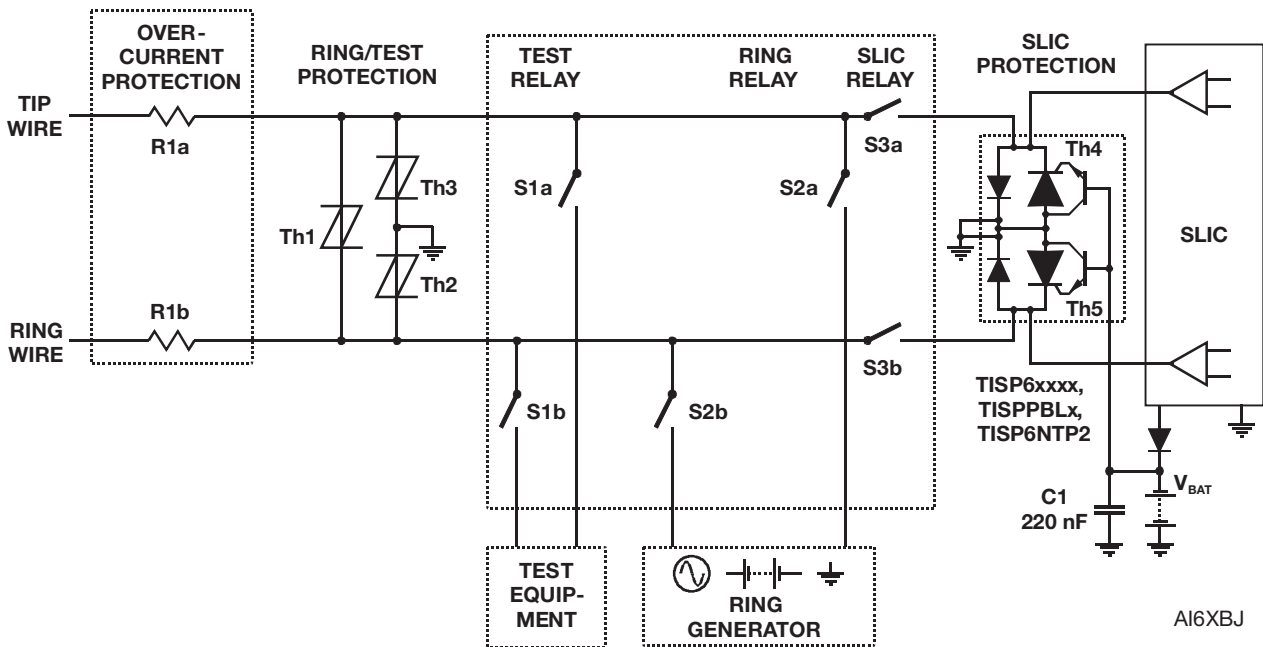 OVER-
CURRENT
PROTECTION
RING/TEST
PROTECTION
TEST
RELAY
RING
RELAY
SLIC
RELAY
SLIC
PROTECTION
TIP
WIRE
R1a
S3a
Th4
Th3
S1a
S2a
Th1
SLIC
Th2
R1b
Th5
RING
WIRE
S3b
S1b
S2b
TISP6xxxx,
TISPPBLx,
TISP6NTP2
C1
220 nF
VBAT
TEST
EQUIP-
MENT
RING
GENERATOR
AI6XBJ